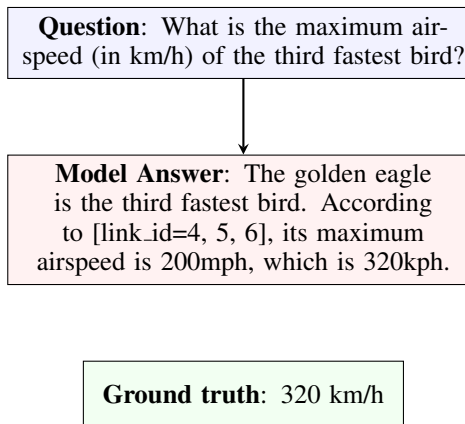 Question: What is the maximum air-
speed (in km/h) of the third fastest bird?
Model Answer: The golden eagle
is the third fastest bird. According
to [link_id=4, 5, 6], its maximum
airspeed is 200mph, which is 320kph.
Ground truth: 320 km/h